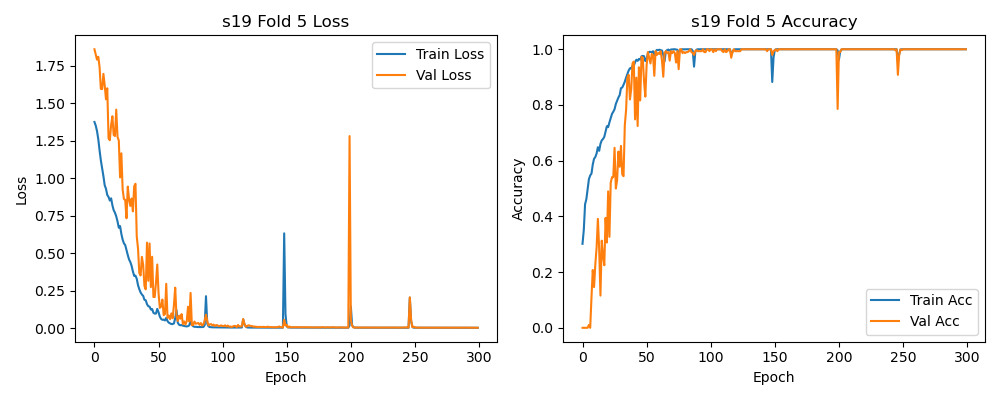 s19 Fold 5 Loss
Loss
1.75
1.50
1.25
1.00
0.75
0.50
0.25
0.00
Train Loss
Val Loss
0 50 100 150 200 250 300
Epoch
s19 Fold 5 Accuracy
Accuracy
1.0
0.8
0.6
0.4
0.2
0.0
Train Acc
Val Acc
0 50 100 150 200 250 300
Epoch